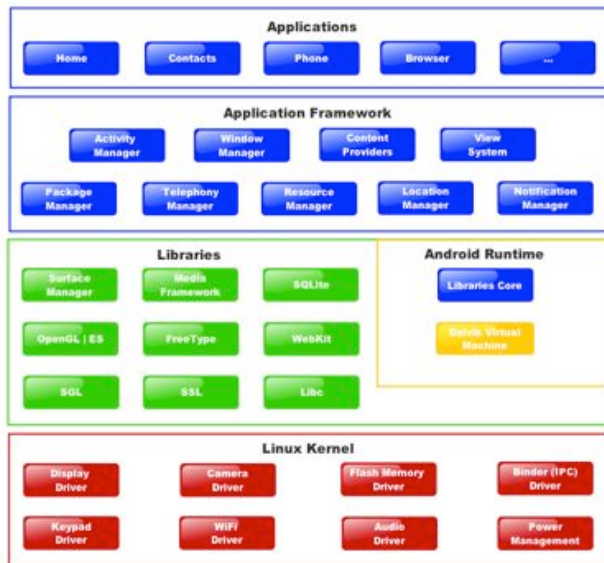 Applications
Home
Contacts
Phone
Browser
...
Application Framework
Activity
Manager
Window
Manager
Content
Providers
View
System
Package
Manager
Telephony
Manager
Resource
Manager
Location
Manager
Notification
Manager
Libraries
Surface
Manager
Media
Framework
SQLite
OpenGL | ES
FreeType
WebKit
SGL
SSL
Libc
Android Runtime
Libraries Core
Dalvik Virtual
Machine
Linux Kernel
Display
Driver
Camera
Driver
Flash Memory
Driver
Binder (IPC)
Driver
Keypad
Driver
WiFi
Driver
Audio
Driver
Power
Management